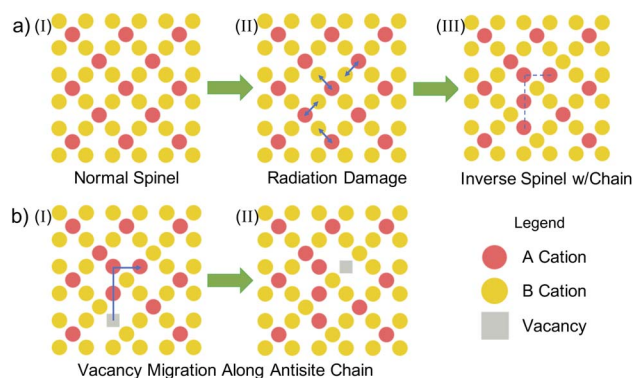 a) (I)
(II)
(III)
Normal Spinel
Radiation Damage
Inverse Spinel w/Chain
b) (I)
(II)
Legend
A Cation
B Cation
Vacancy
Vacancy Migration Along Antisite Chain